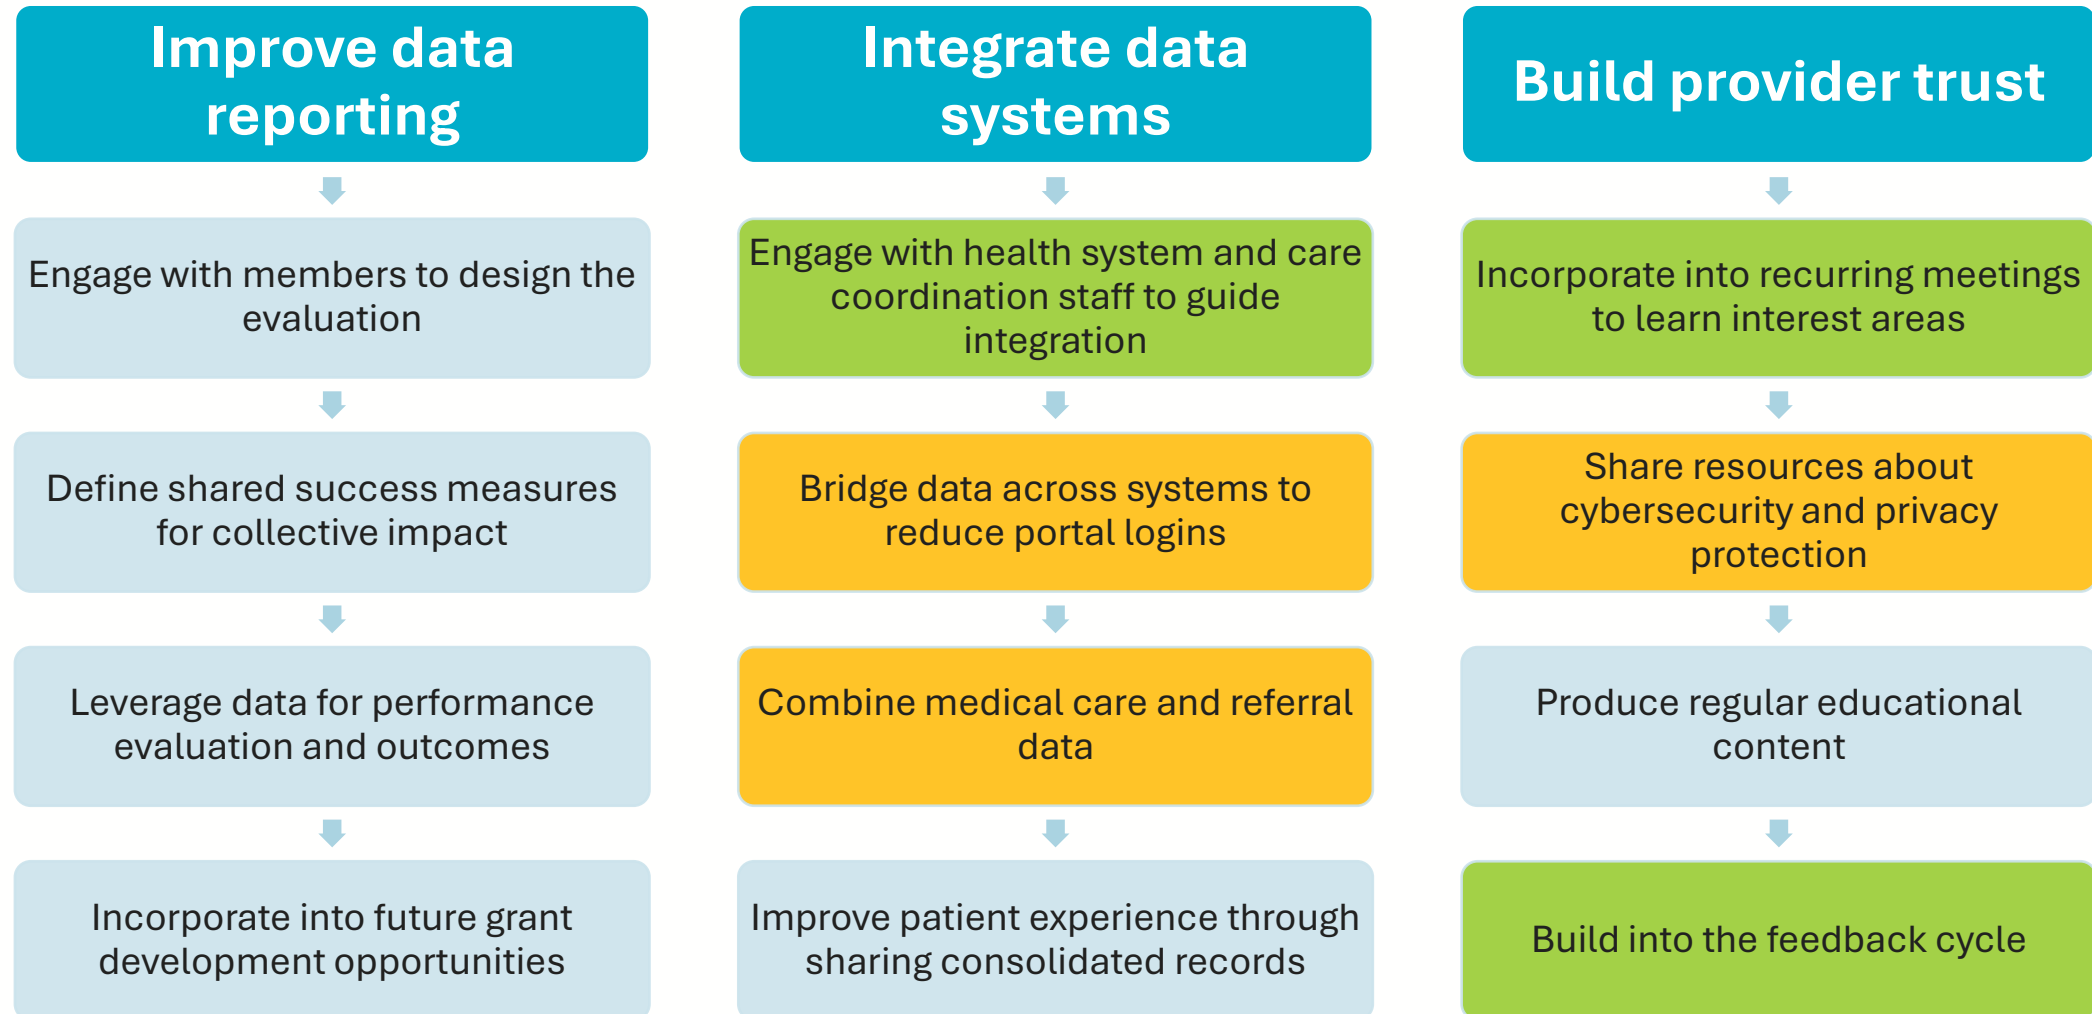 Improve data
reporting
Engage with members to design the
evaluation
Define shared success measures
for collective impact
Leverage data for performance
evaluation and outcomes
Incorporate into future grant
development opportunities
Integrate data
systems
Engage with health system and care
coordination staff to guide
integration
Bridge data across systems to
reduce portal logins
Combine medical care and referral
data
Improve patient experience through
sharing consolidated records
Build provider trust
Incorporate into recurring meetings
to learn interest areas
Share resources about
cybersecurity and privacy
protection
Produce regular educational
content
Build into the feedback cycle